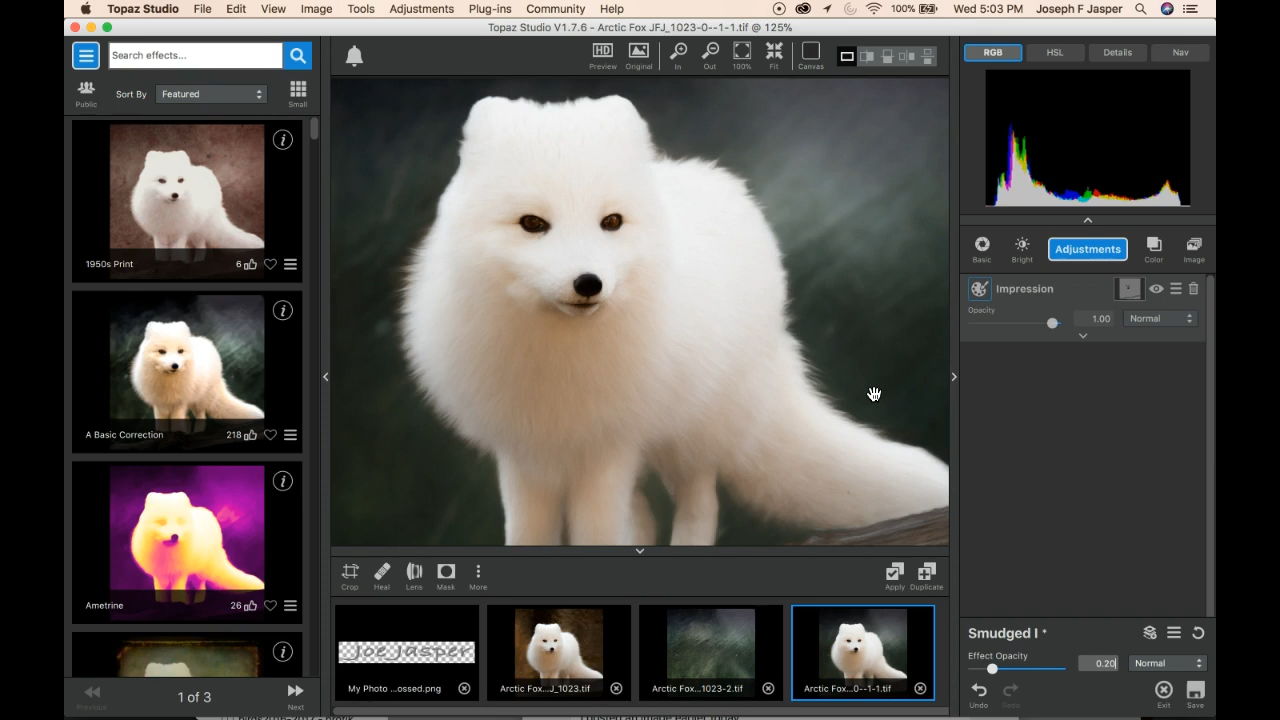 Topaz Studio File Edit View Image Tools Adjustments Plug-ins Community Help 100% Wed 5:03 PM Joseph F Jasper
Topaz Studio V1.7.6 - Arctic Fox JFJ_1023-0--1-1.tif @ 125%
Search effects...
Public Sort By Featured Small
1950s Print 6
A Basic Correction 218
Ametrine 26
Previous 1 of 3 Next
Preview Original In Out 100% Fit Canvas
Crop Heal Lens Mask More Apply Duplicate
Joe Jasper
My Photo ...ossed.png Arctic Fox...J_1023.tif Arctic Fox...1023-2.tif Arctic Fox...0--1-1.tif
RGB HSL Details Nav
Basic Bright Adjustments Color Image
Impression
Opacity 1.00 Normal
Smudged I *
Effect Opacity 0.20 Normal
Undo Redo Exit Save